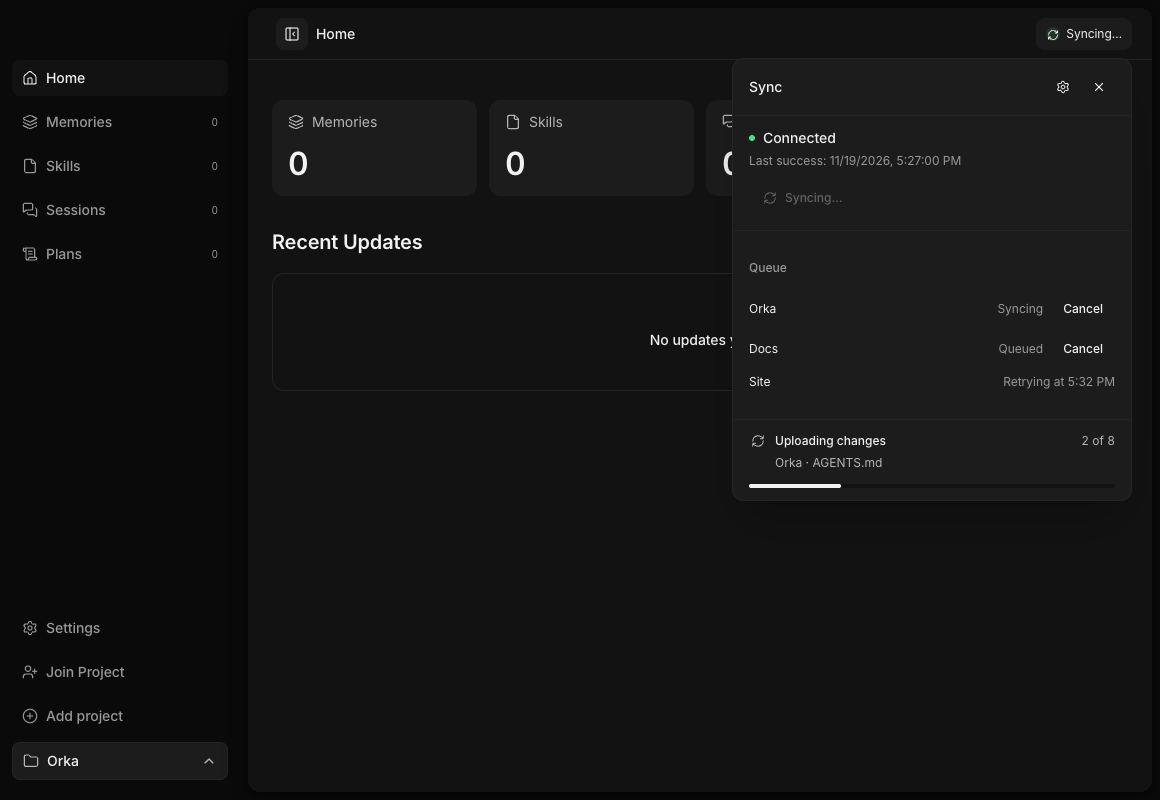 Home
Syncing...
Home
Memories 0
Skills 0
Sessions 0
Plans 0
Settings
Join Project
Add project
Orka
Memories
0
Skills
0
Recent Updates
No updates
Sync
Connected
Last success: 11/19/2026, 5:27:00 PM
Syncing...
Queue
Orka Syncing Cancel
Docs Queued Cancel
Site Retrying at 5:32 PM
Uploading changes 2 of 8
Orka · AGENTS.md